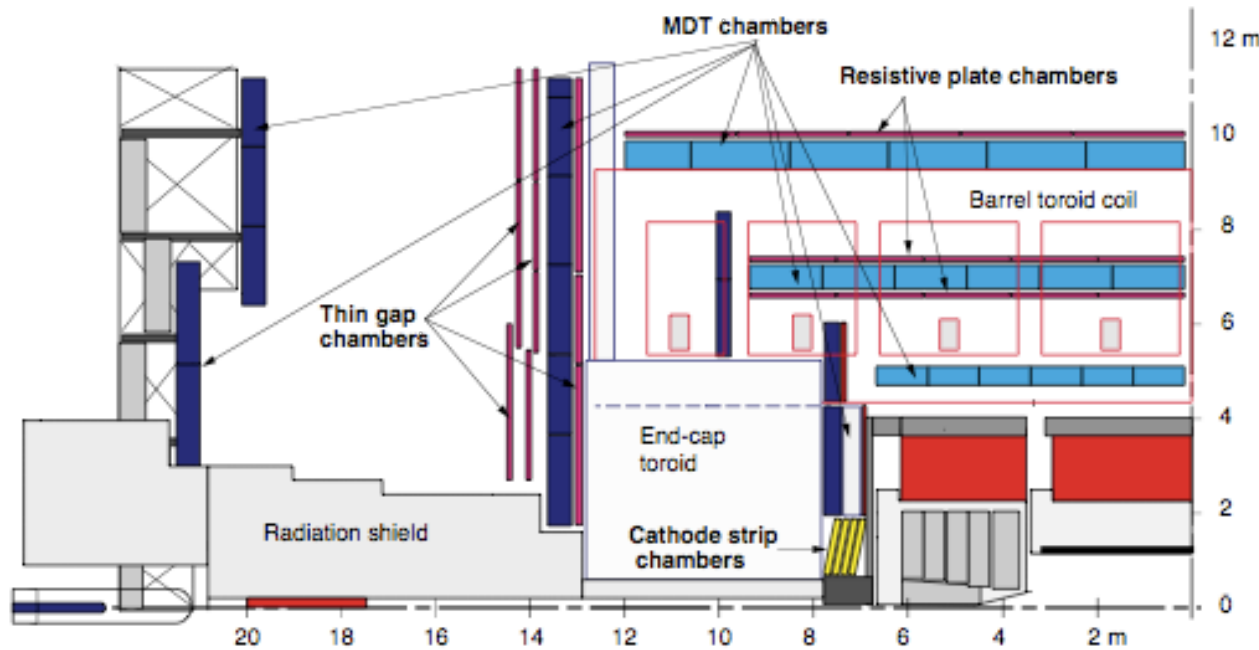 MDT chambers
12 m
Resistive plate chambers
10
Barrel toroid coil
8
Thin gap
chambers
6
4
End-cap
toroid
Radiation shield
2
Cathode strip
chambers
0
20 18 16 14 12 10 8 6 4 2 m